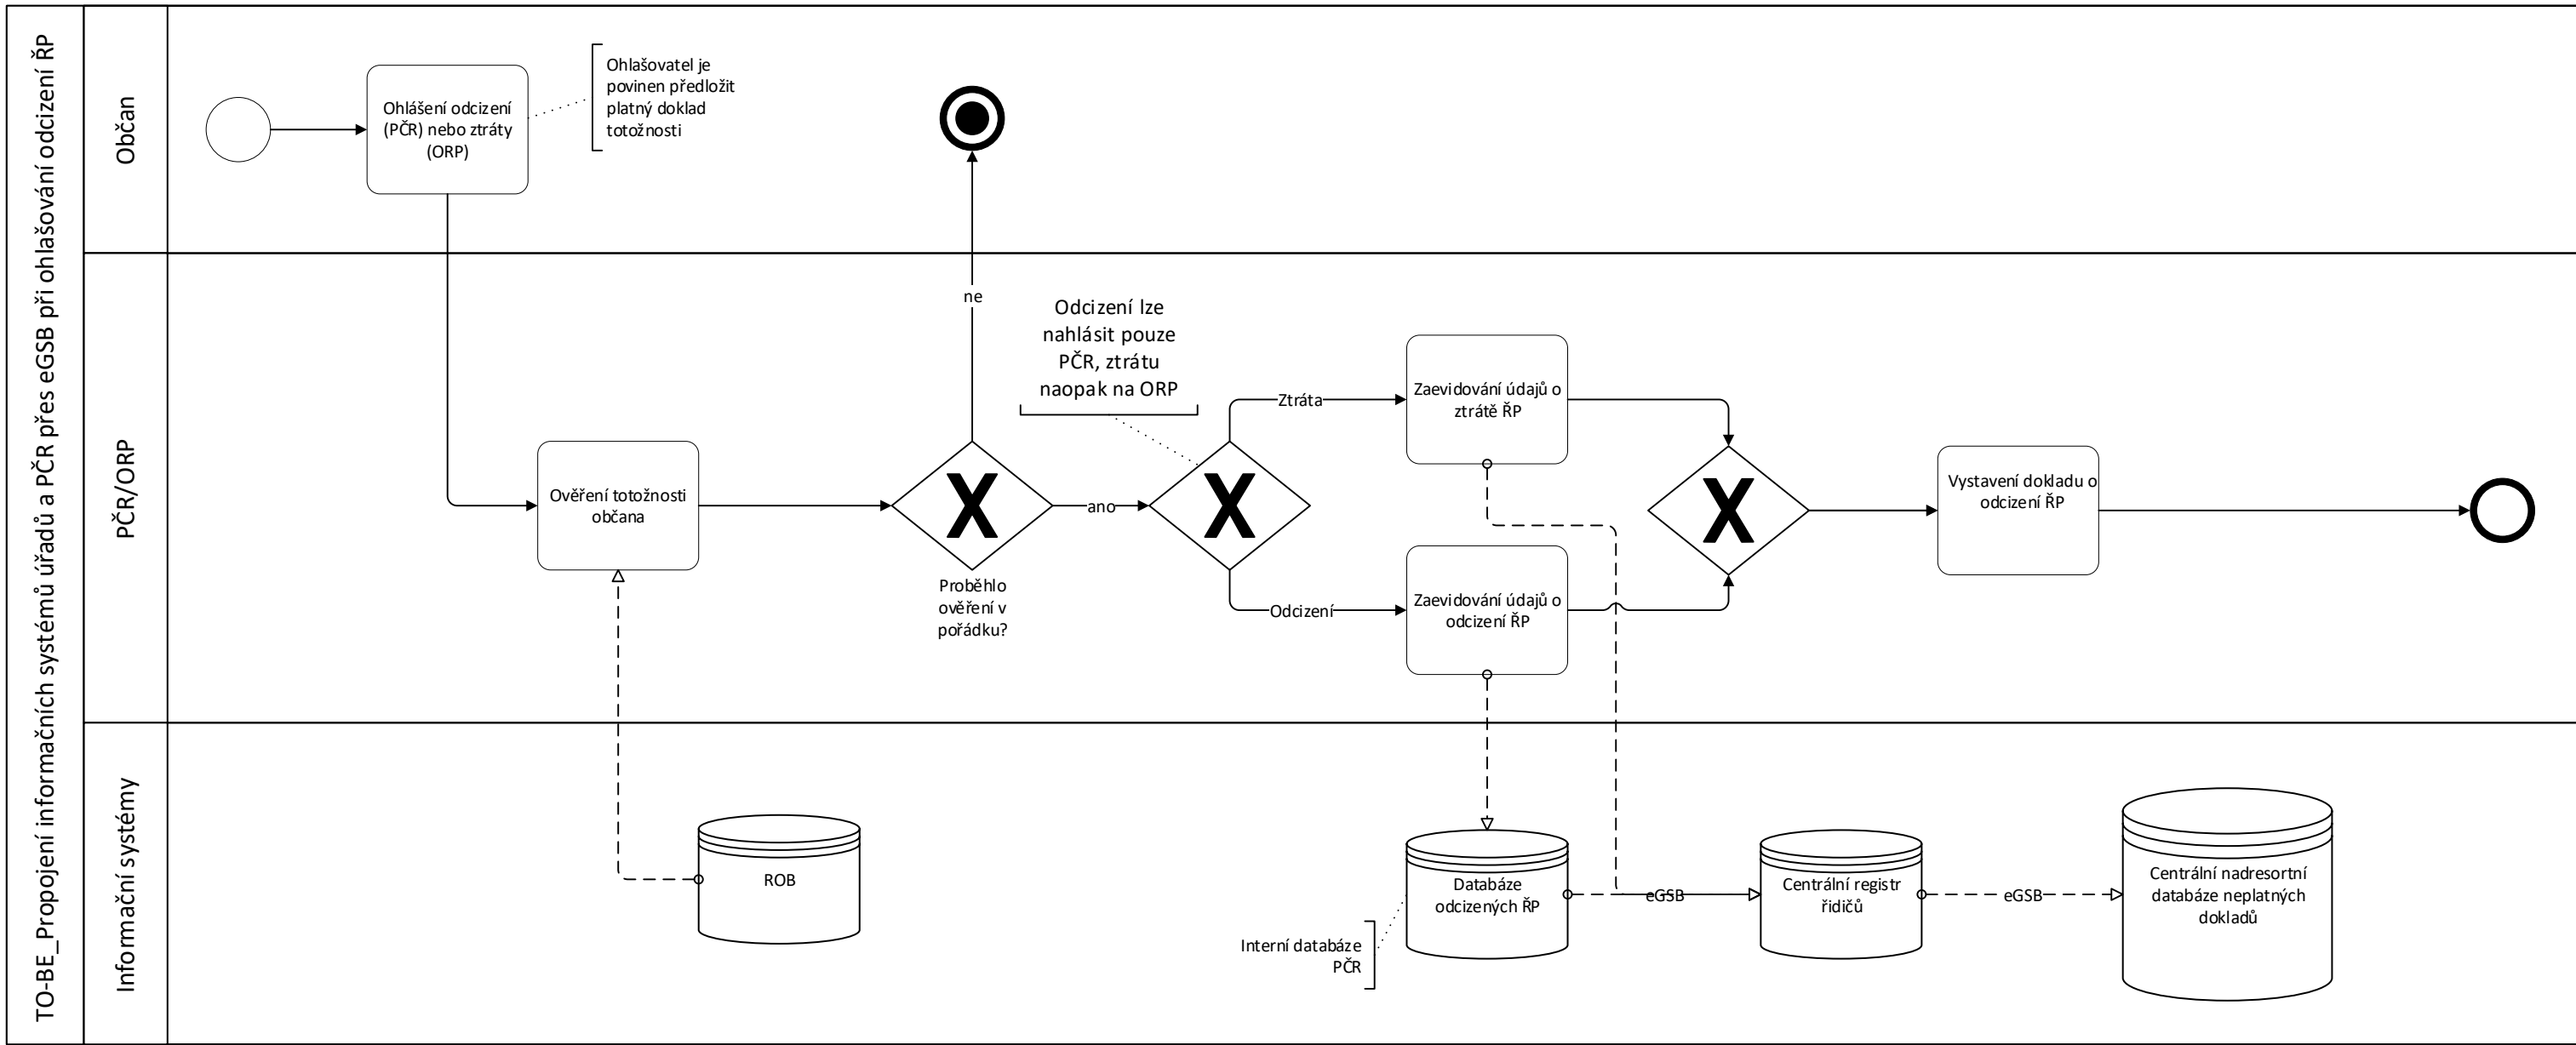 TO-BE_Propojení informačních systémů úřadů a PČR přes eGSB při ohlašování odcizení ŘP
Občan
Ohlášení odcizení
(PČR) nebo ztráty
(ORP)
Ohlašovatel je
povinen předložit
platný doklad
totožnosti
PČR/ORP
Ověření totožnosti
občana
ne
X
Proběhlo
ověření v
pořádku?
ano
Odcizení lze
nahlásit pouze
PČR, ztrátu
naopak na ORP
X
Ztráta
Odcizení
Zaevidování údajů o
ztrátě ŘP
Zaevidování údajů o
odcizení ŘP
X
Vystavení dokladu o
odcizení ŘP
Informační systémy
ROB
Interní databáze
PČR
Databáze
odcizených ŘP
eGSB
Centrální registr
řidičů
eGSB
Centrální nadresortní
databáze neplatných
dokladů